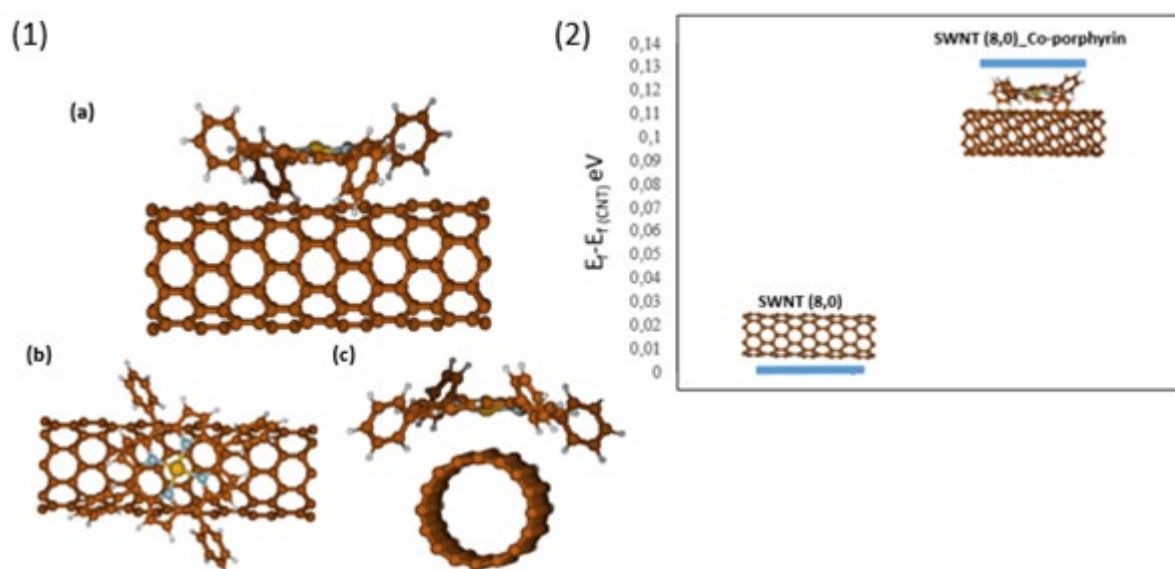 (1)
(a)
(b)
(c)
(2)
E_f-E_f (CNT) eV
0,14
0,13
0,12
0,11
0,1
0,09
0,08
0,07
0,06
0,05
0,04
0,03
0,02
0,01
0
SWNT (8,0)_Co-porphyrin
SWNT (8,0)